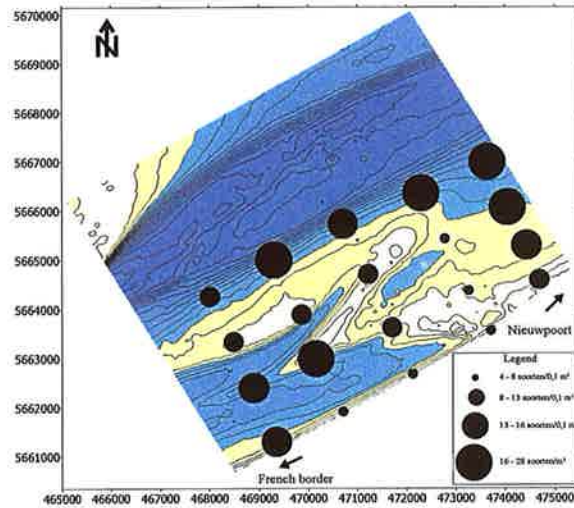 5670000
5669000
5668000
5667000
5666000
5665000
5664000
5663000
5662000
5661000
N
Nieuwpoort
Legend
4 - 8 soorten/0,1 m²
8 - 13 soorten/0,1 m²
13 - 16 soorten/0,1 m
16 - 28 soorten/m²
French border
465000 466000 467000 468000 469000 470000 471000 472000 473000 474000 475000